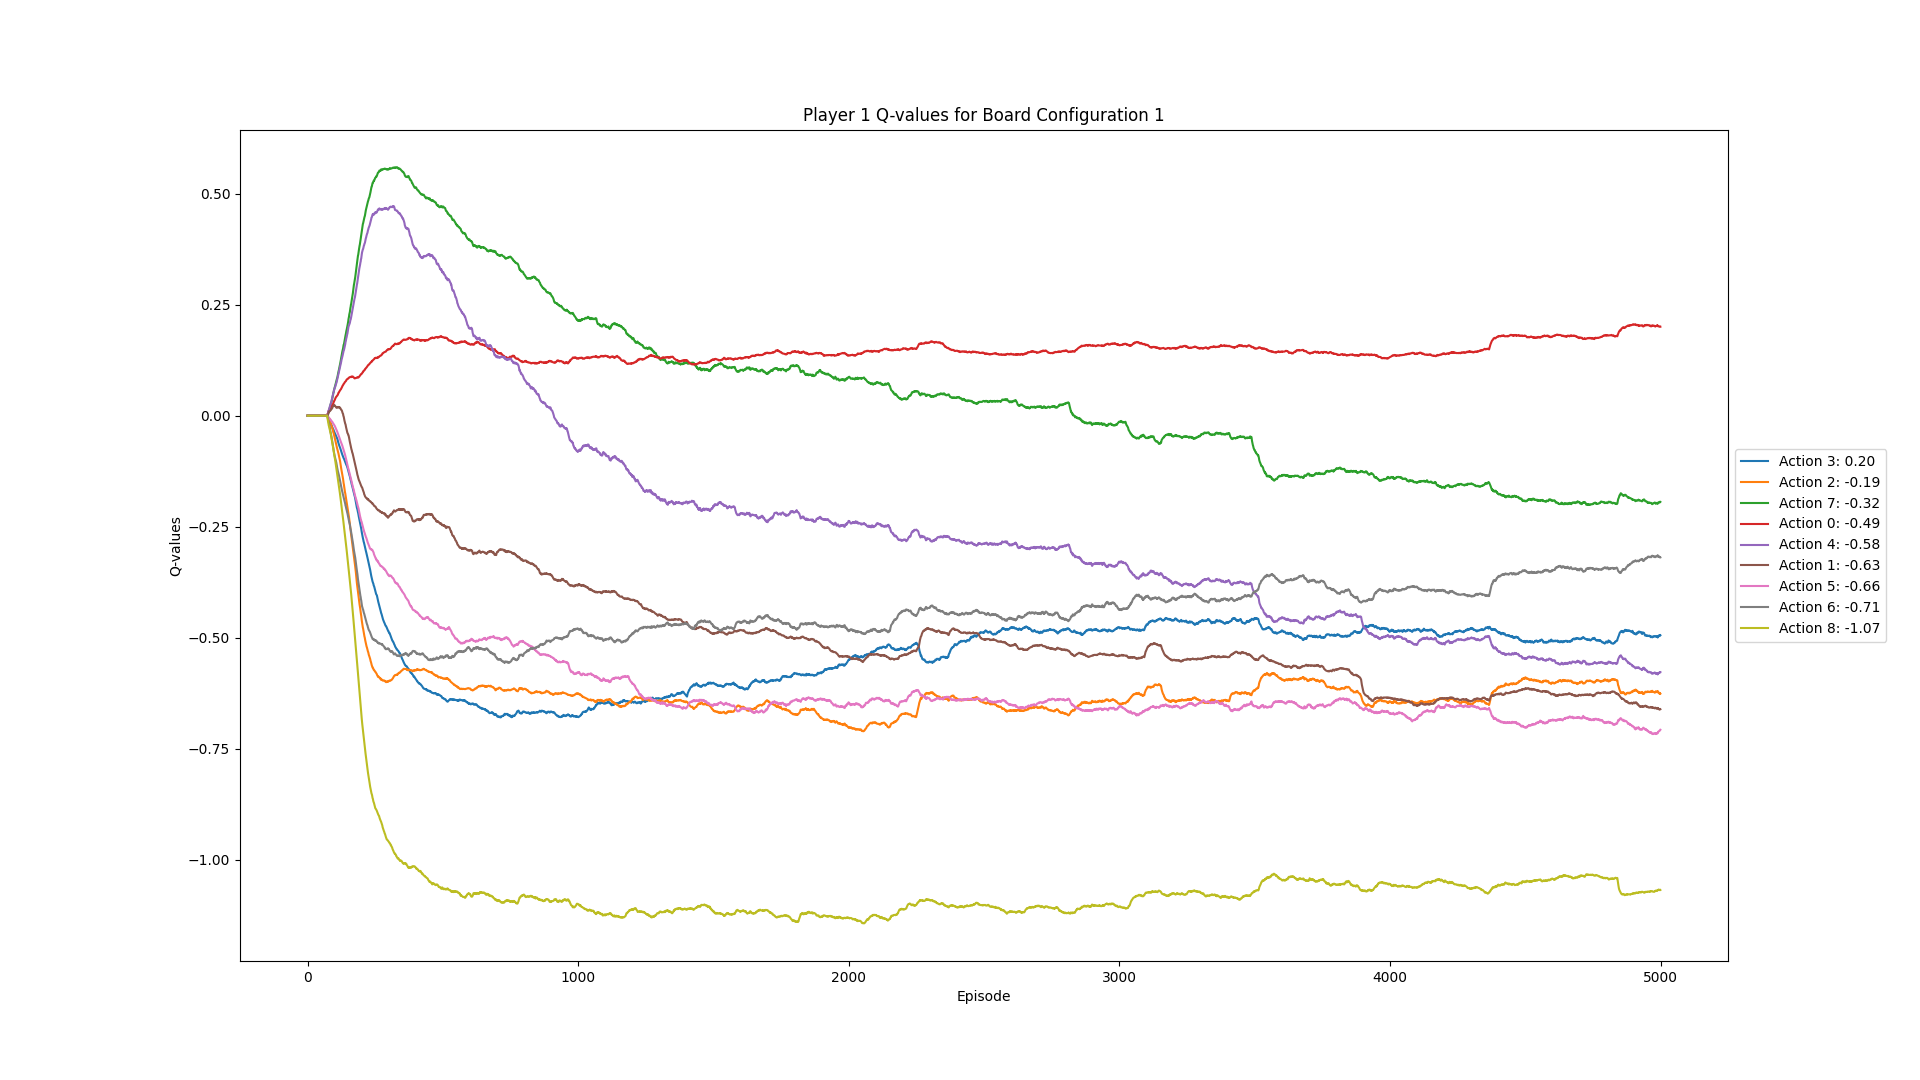 Player 1 Q-values for Board Configuration 1
0.50
0.25
0.00
−0.25
−0.50
−0.75
−1.00
Q-values
0 1000 2000 3000 4000 5000
Episode
Action 3: 0.20
Action 2: -0.19
Action 7: -0.32
Action 0: -0.49
Action 4: -0.58
Action 1: -0.63
Action 5: -0.66
Action 6: -0.71
Action 8: -1.07